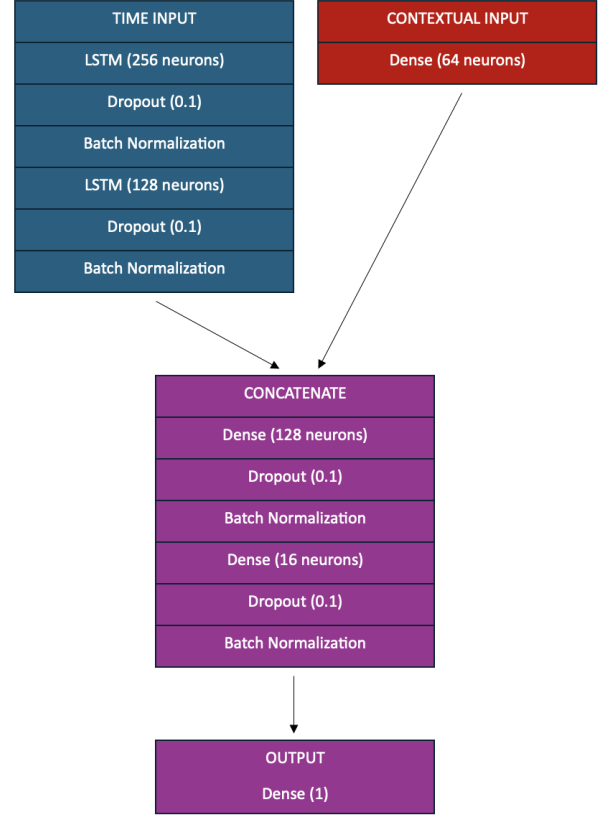 TIME INPUT
LSTM (256 neurons)
Dropout (0.1)
Batch Normalization
LSTM (128 neurons)
Dropout (0.1)
Batch Normalization
CONTEXTUAL INPUT
Dense (64 neurons)
CONCATENATE
Dense (128 neurons)
Dropout (0.1)
Batch Normalization
Dense (16 neurons)
Dropout (0.1)
Batch Normalization
OUTPUT
Dense (1)